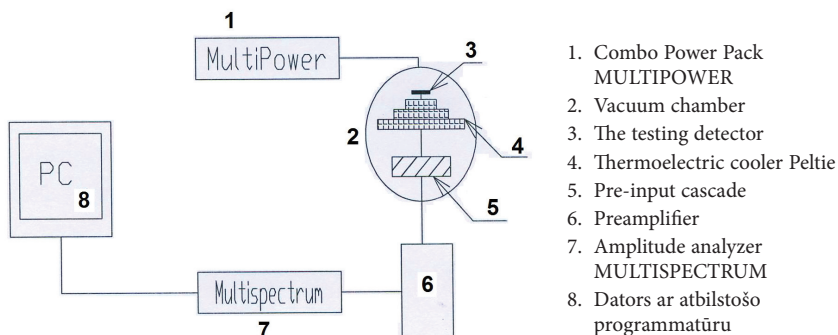 1
MultiPower
3
2
4
PC
8
5
6
Multispectrum
7
1. Combo Power Pack
MULTIPOWER
2. Vacuum chamber
3. The testing detector
4. Thermoelectric cooler Peltie
5. Pre-input cascade
6. Preamplifier
7. Amplitude analyzer
MULTISPECTRUM
8. Dators ar atbilstošo
programmatūru